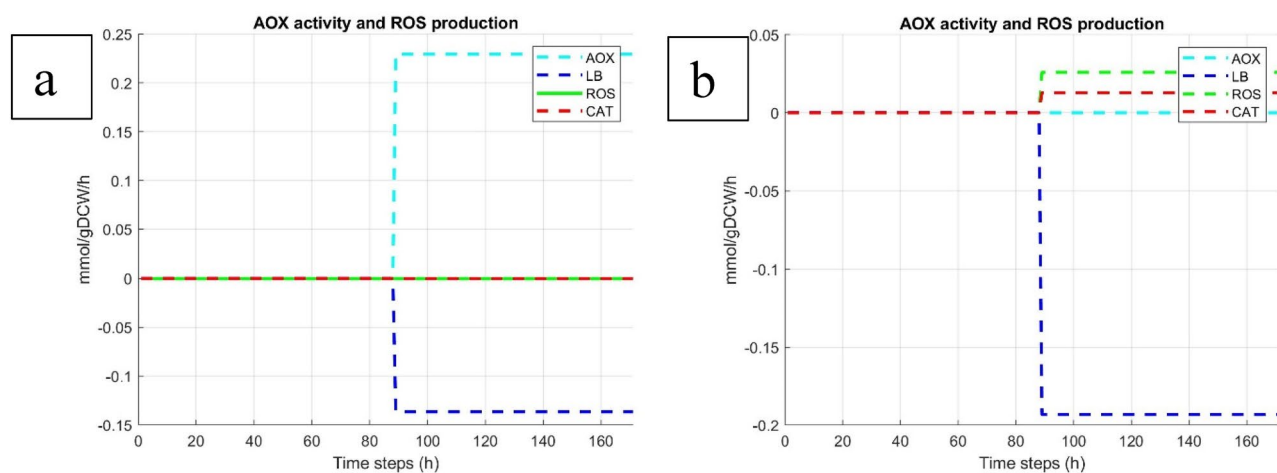 a
AOX activity and ROS production
0.25
0.2
0.15
0.1
0.05
0
-0.05
-0.1
-0.15
mmol/gDCW/h
AOX
LB
ROS
CAT
0 20 40 60 80 100 120 140 160
Time steps (h)
b
AOX activity and ROS production
0.05
0
-0.05
-0.1
-0.15
-0.2
mmol/gDCW/h
AOX
LB
ROS
CAT
0 20 40 60 80 100 120 140 160
Time steps (h)